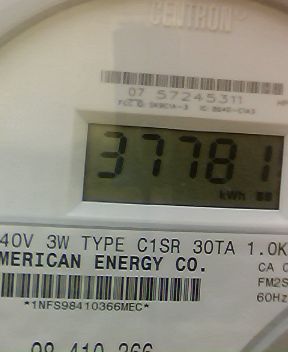 CENTRON®
07 57245311
37781
kWh
40V 3W TYPE C1SR 30TA 1.0K
MERICAN ENERGY CO.
CA 0
FM2S
60Hz
*1NFS98410366MEC*
98 410 366